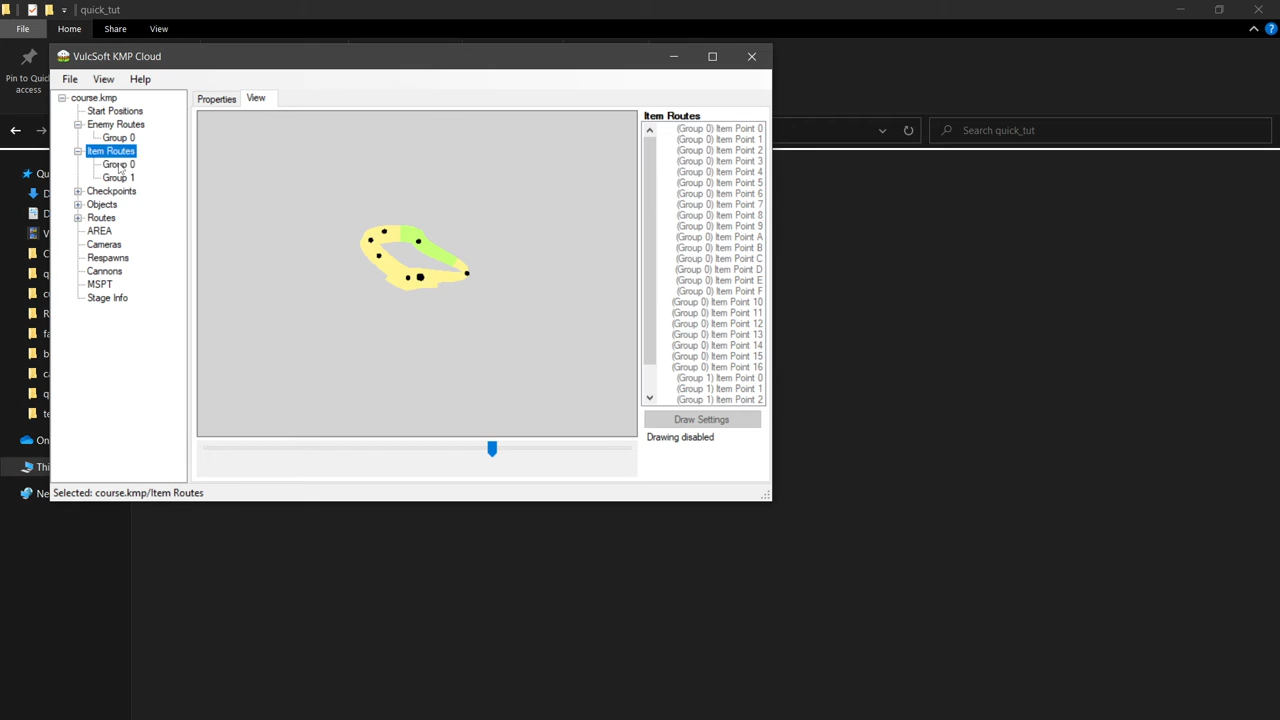 quick_tut
File
Home
Share
View
Pin to Quick
access
Search quick_tut
VulcSoft KMP Cloud
File
View
Help
course.kmp
Start Positions
Enemy Routes
Group 0
Item Routes
Group 0
Group 1
Checkpoints
Objects
Routes
AREA
Cameras
Respawns
Cannons
MSPT
Stage Info
Properties
View
Item Routes
(Group 0) Item Point 0
(Group 0) Item Point 1
(Group 0) Item Point 2
(Group 0) Item Point 3
(Group 0) Item Point 4
(Group 0) Item Point 5
(Group 0) Item Point 6
(Group 0) Item Point 7
(Group 0) Item Point 8
(Group 0) Item Point 9
(Group 0) Item Point A
(Group 0) Item Point B
(Group 0) Item Point C
(Group 0) Item Point D
(Group 0) Item Point E
(Group 0) Item Point F
(Group 0) Item Point 10
(Group 0) Item Point 11
(Group 0) Item Point 12
(Group 0) Item Point 13
(Group 0) Item Point 14
(Group 0) Item Point 15
(Group 0) Item Point 16
(Group 1) Item Point 0
(Group 1) Item Point 1
(Group 1) Item Point 2
Draw Settings
Drawing disabled
Selected: course.kmp/Item Routes